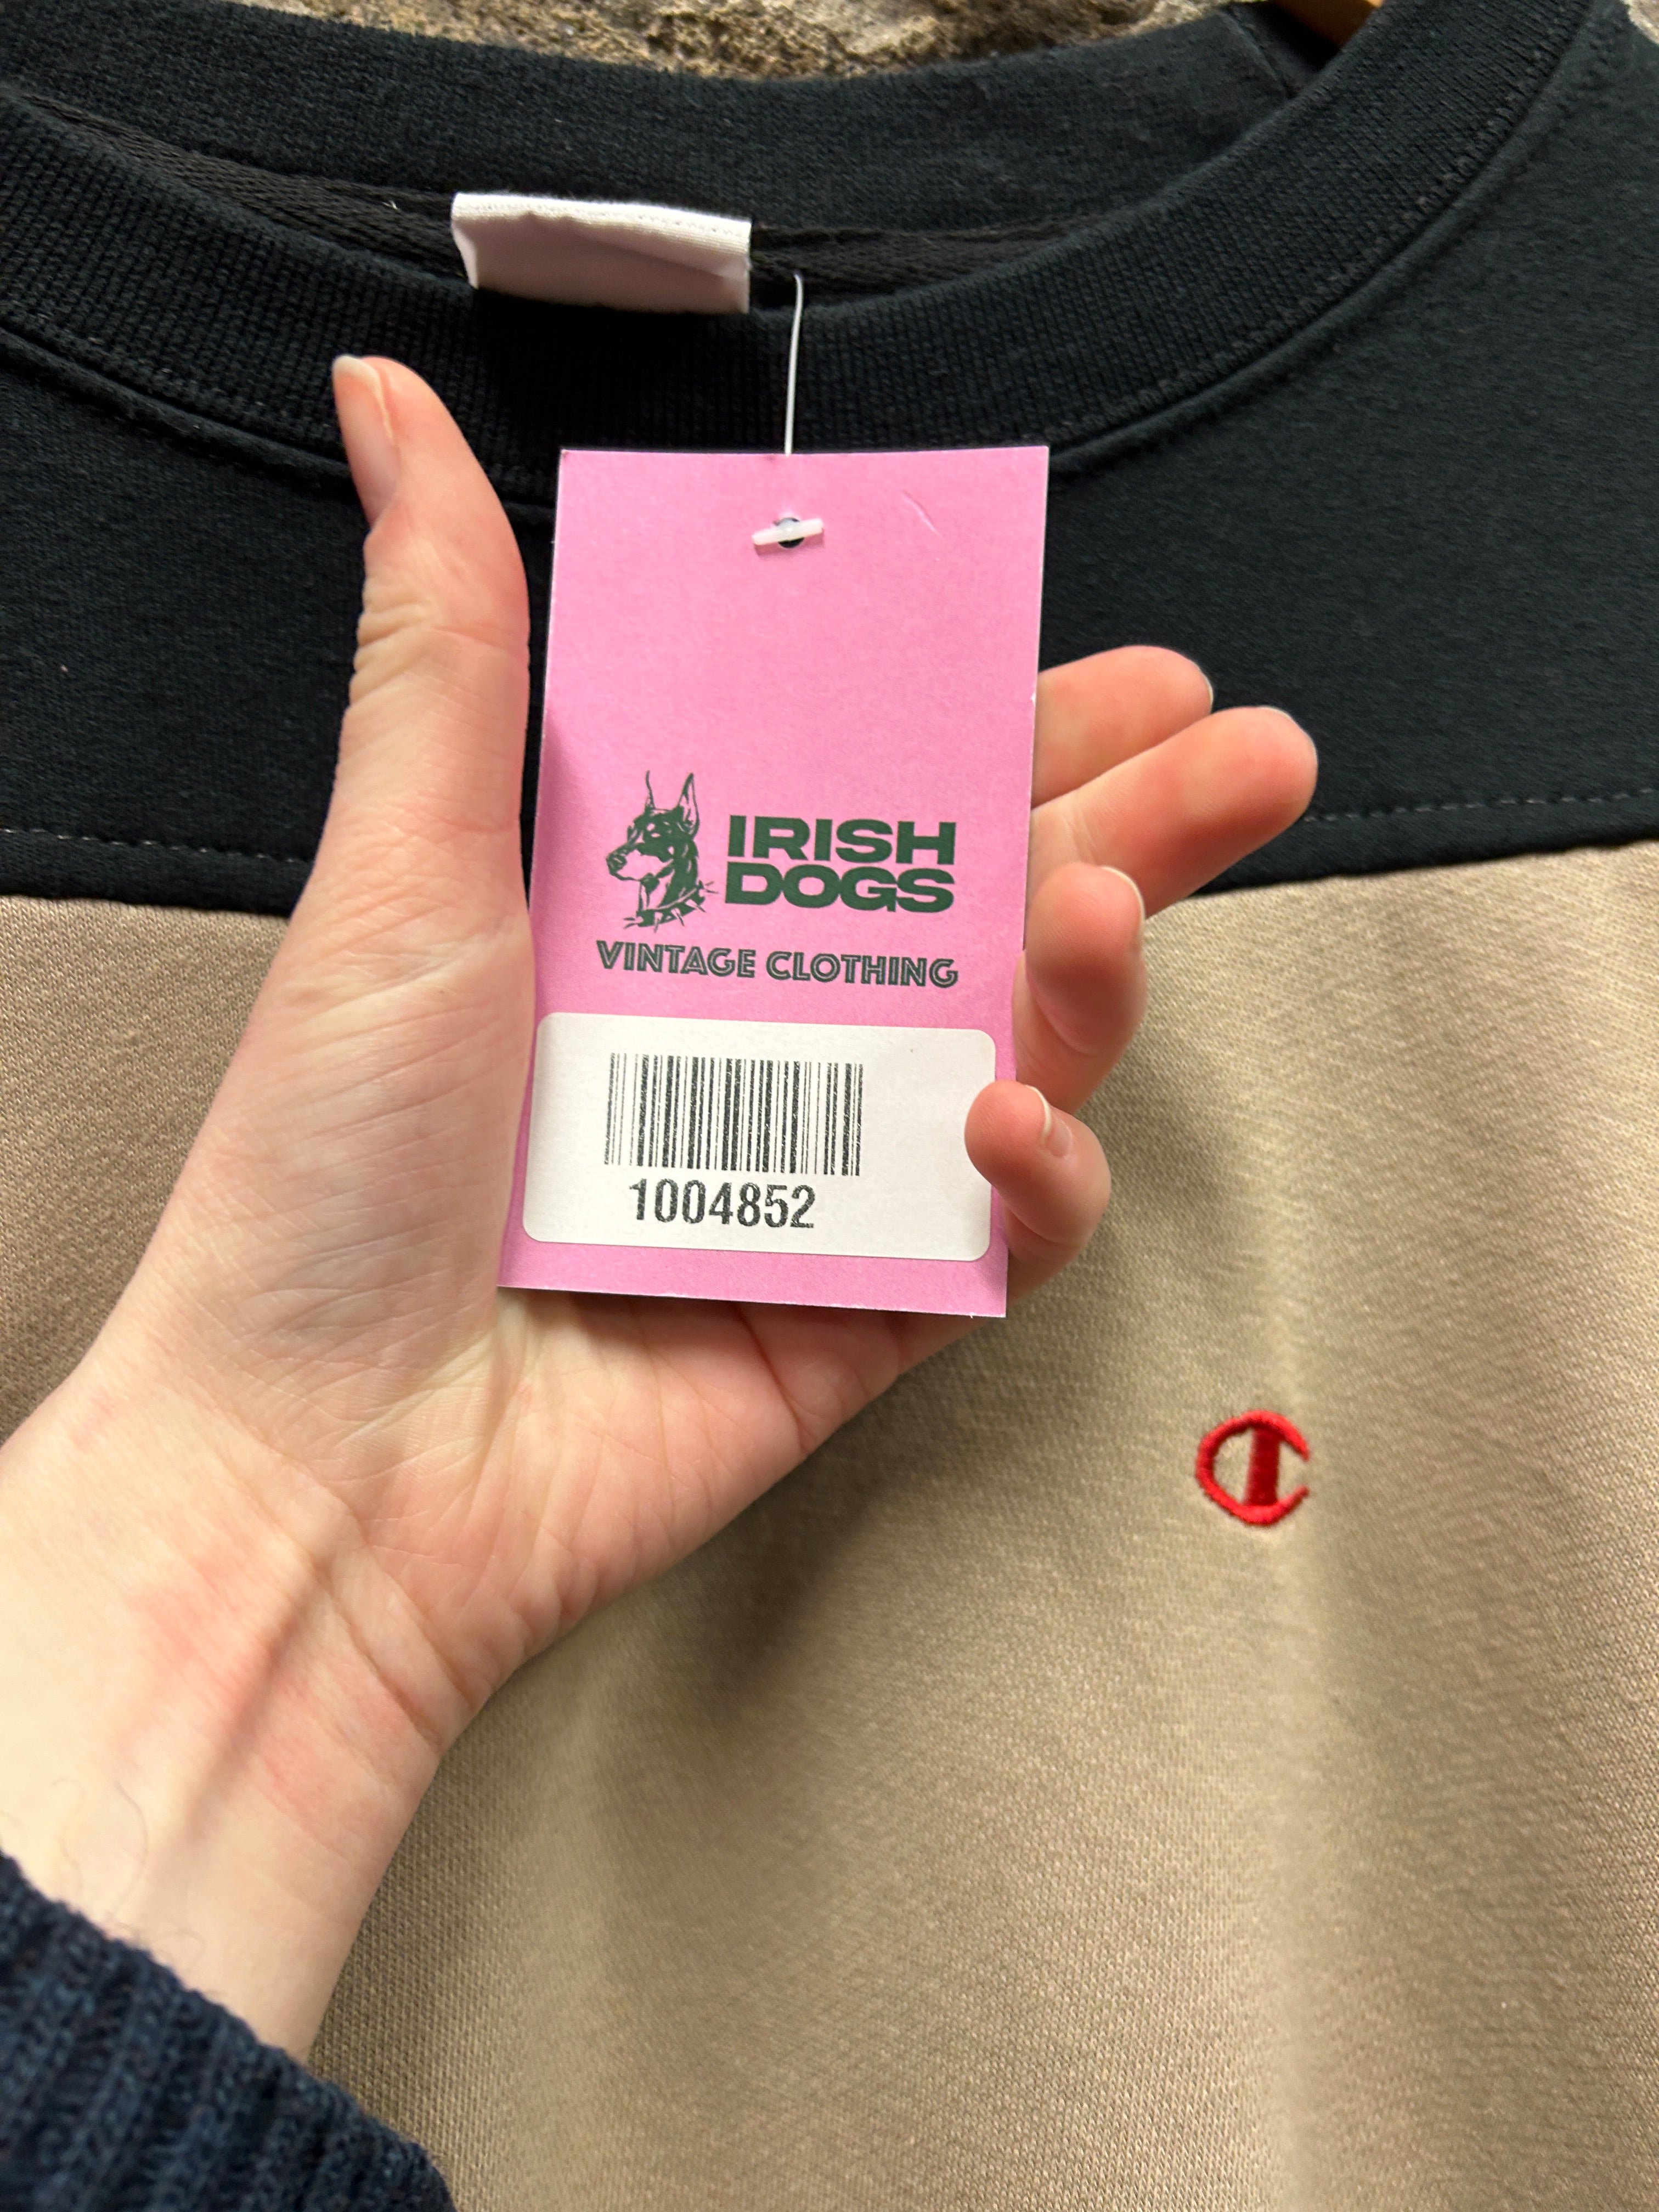 IRISH
DOGS
VINTAGE CLOTHING
1004852